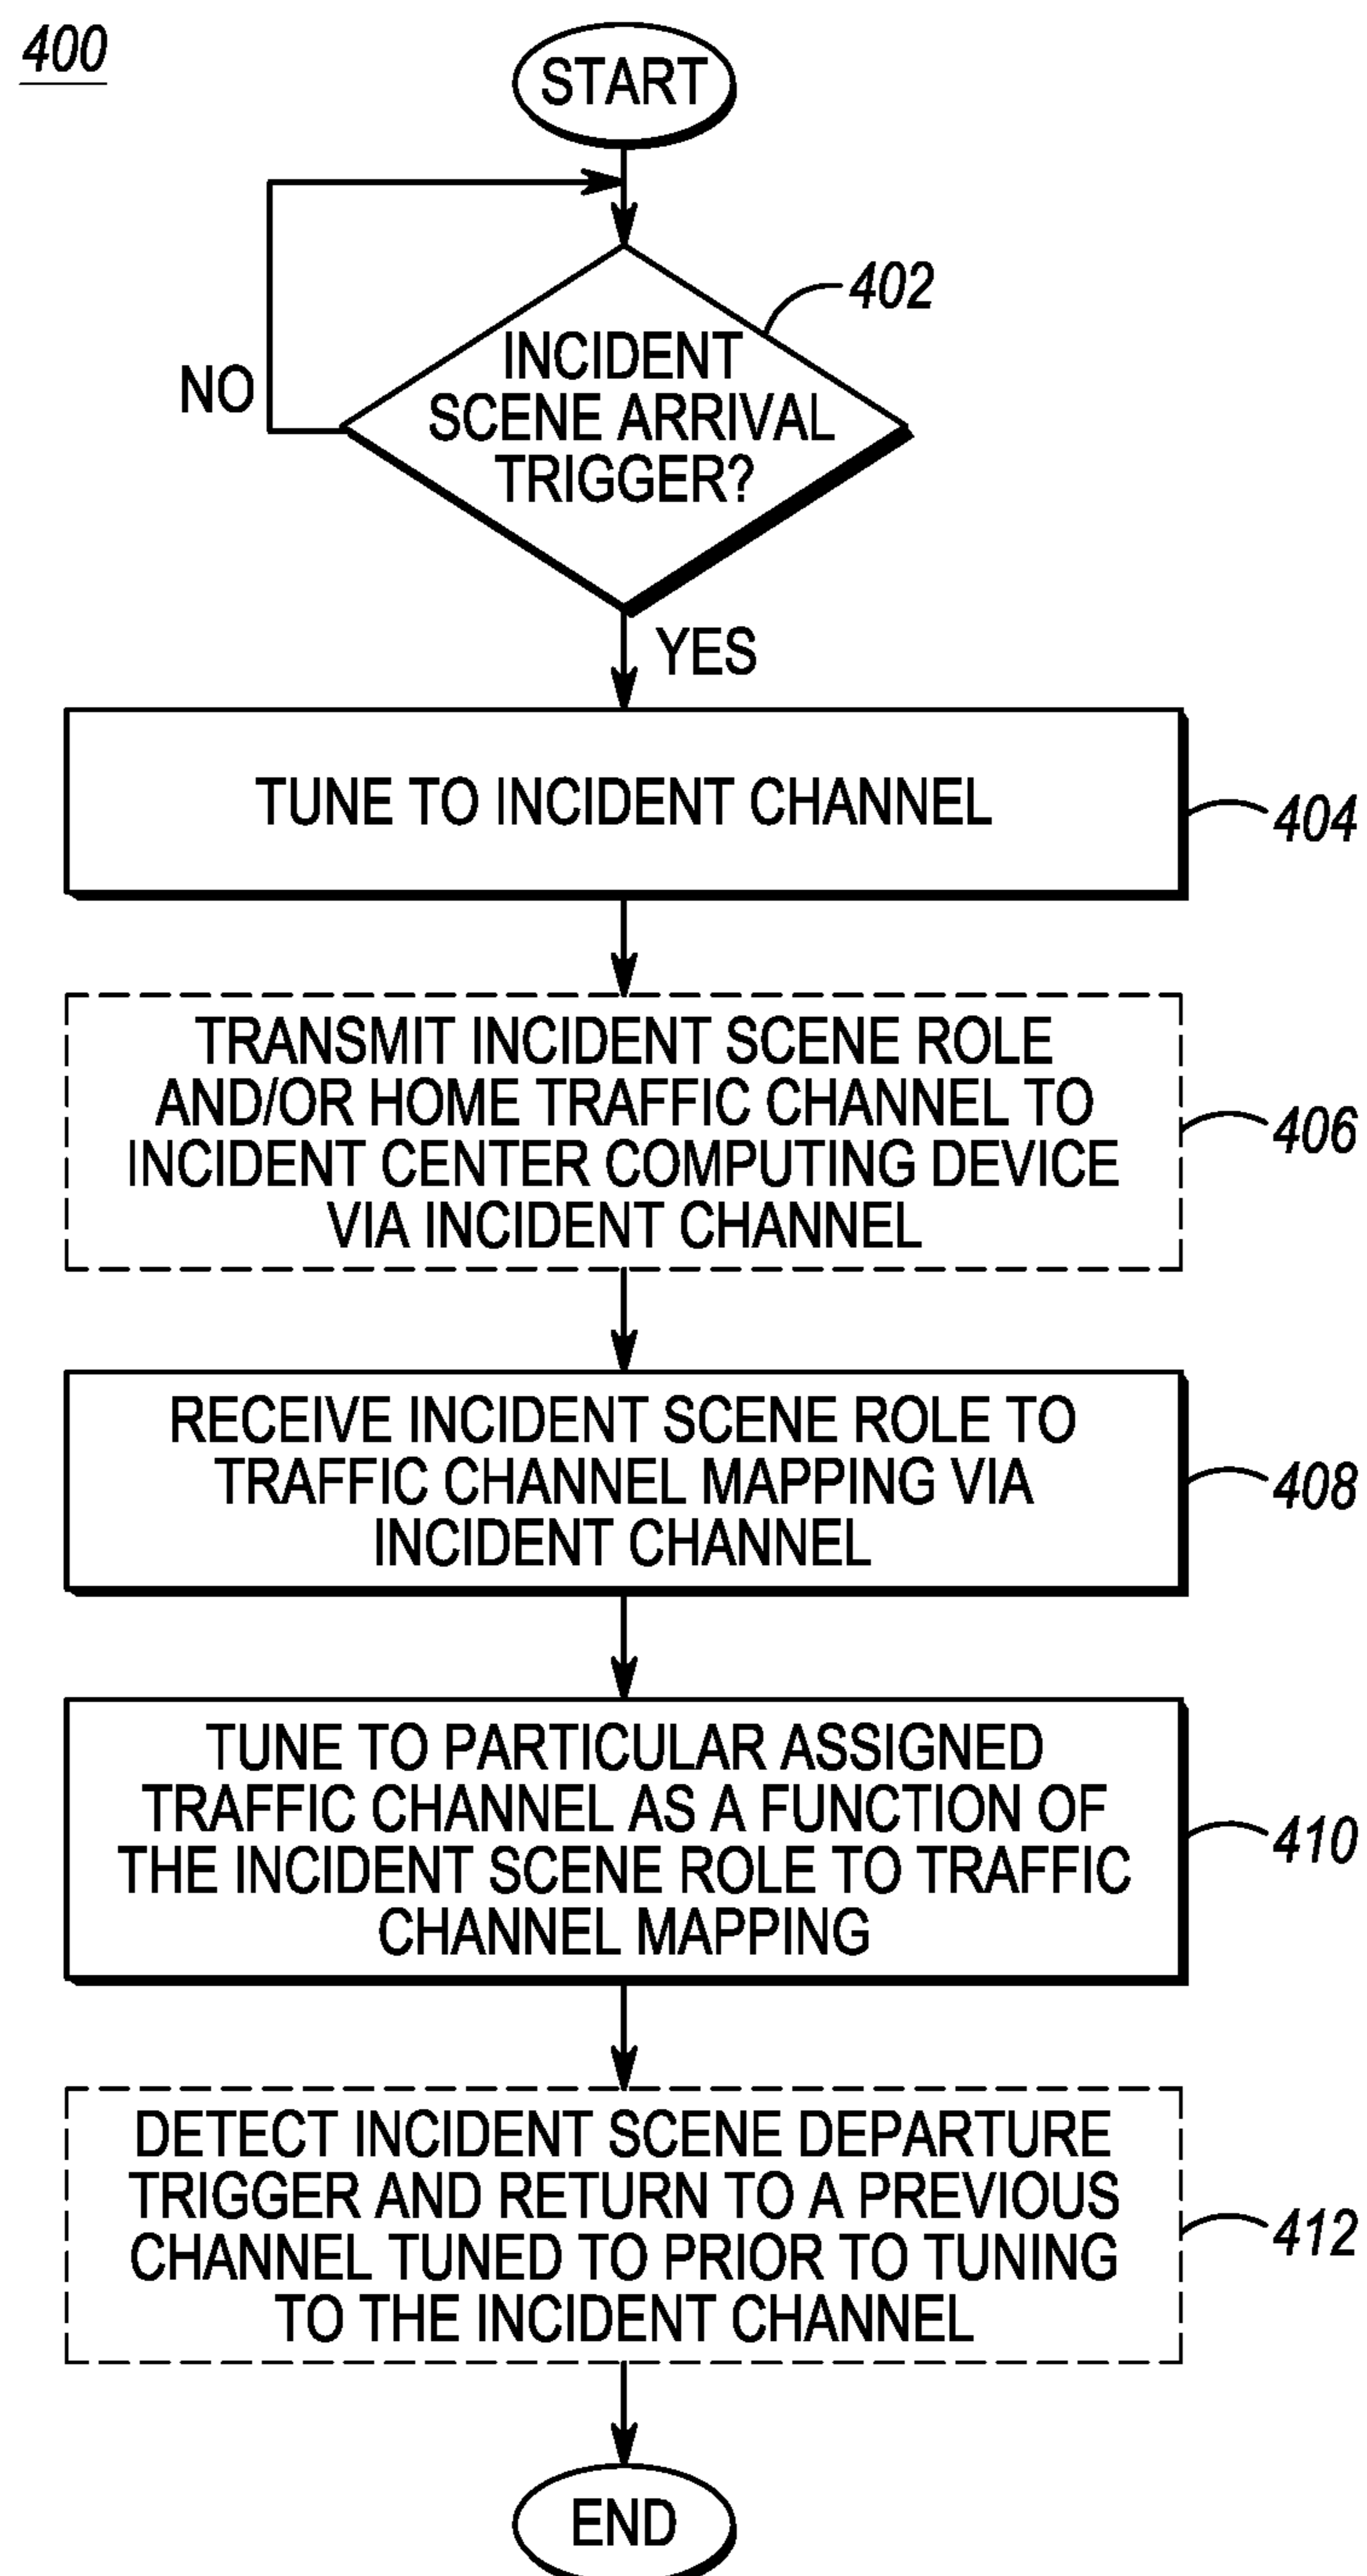 400
START
402
INCIDENT
SCENE ARRIVAL
TRIGGER?
NO
YES
TUNE TO INCIDENT CHANNEL
404
TRANSMIT INCIDENT SCENE ROLE
AND/OR HOME TRAFFIC CHANNEL TO
INCIDENT CENTER COMPUTING DEVICE
VIA INCIDENT CHANNEL
406
RECEIVE INCIDENT SCENE ROLE TO
TRAFFIC CHANNEL MAPPING VIA
INCIDENT CHANNEL
408
TUNE TO PARTICULAR ASSIGNED
TRAFFIC CHANNEL AS A FUNCTION OF
THE INCIDENT SCENE ROLE TO TRAFFIC
CHANNEL MAPPING
410
DETECT INCIDENT SCENE DEPARTURE
TRIGGER AND RETURN TO A PREVIOUS
CHANNEL TUNED TO PRIOR TO TUNING
TO THE INCIDENT CHANNEL
412
END